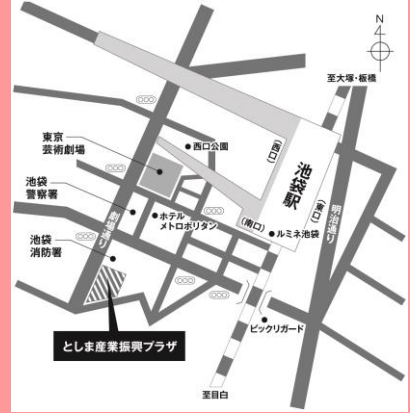 N
至大塚・板橋
東京
芸術劇場
西口公園
(西口)
池袋駅
(東口)
明治通り
池袋
警察署
劇場通り
ホテル
メトロポリタン
(南口)
ルミネ池袋
池袋
消防署
ビックリガード
としま産業振興プラザ
至目白